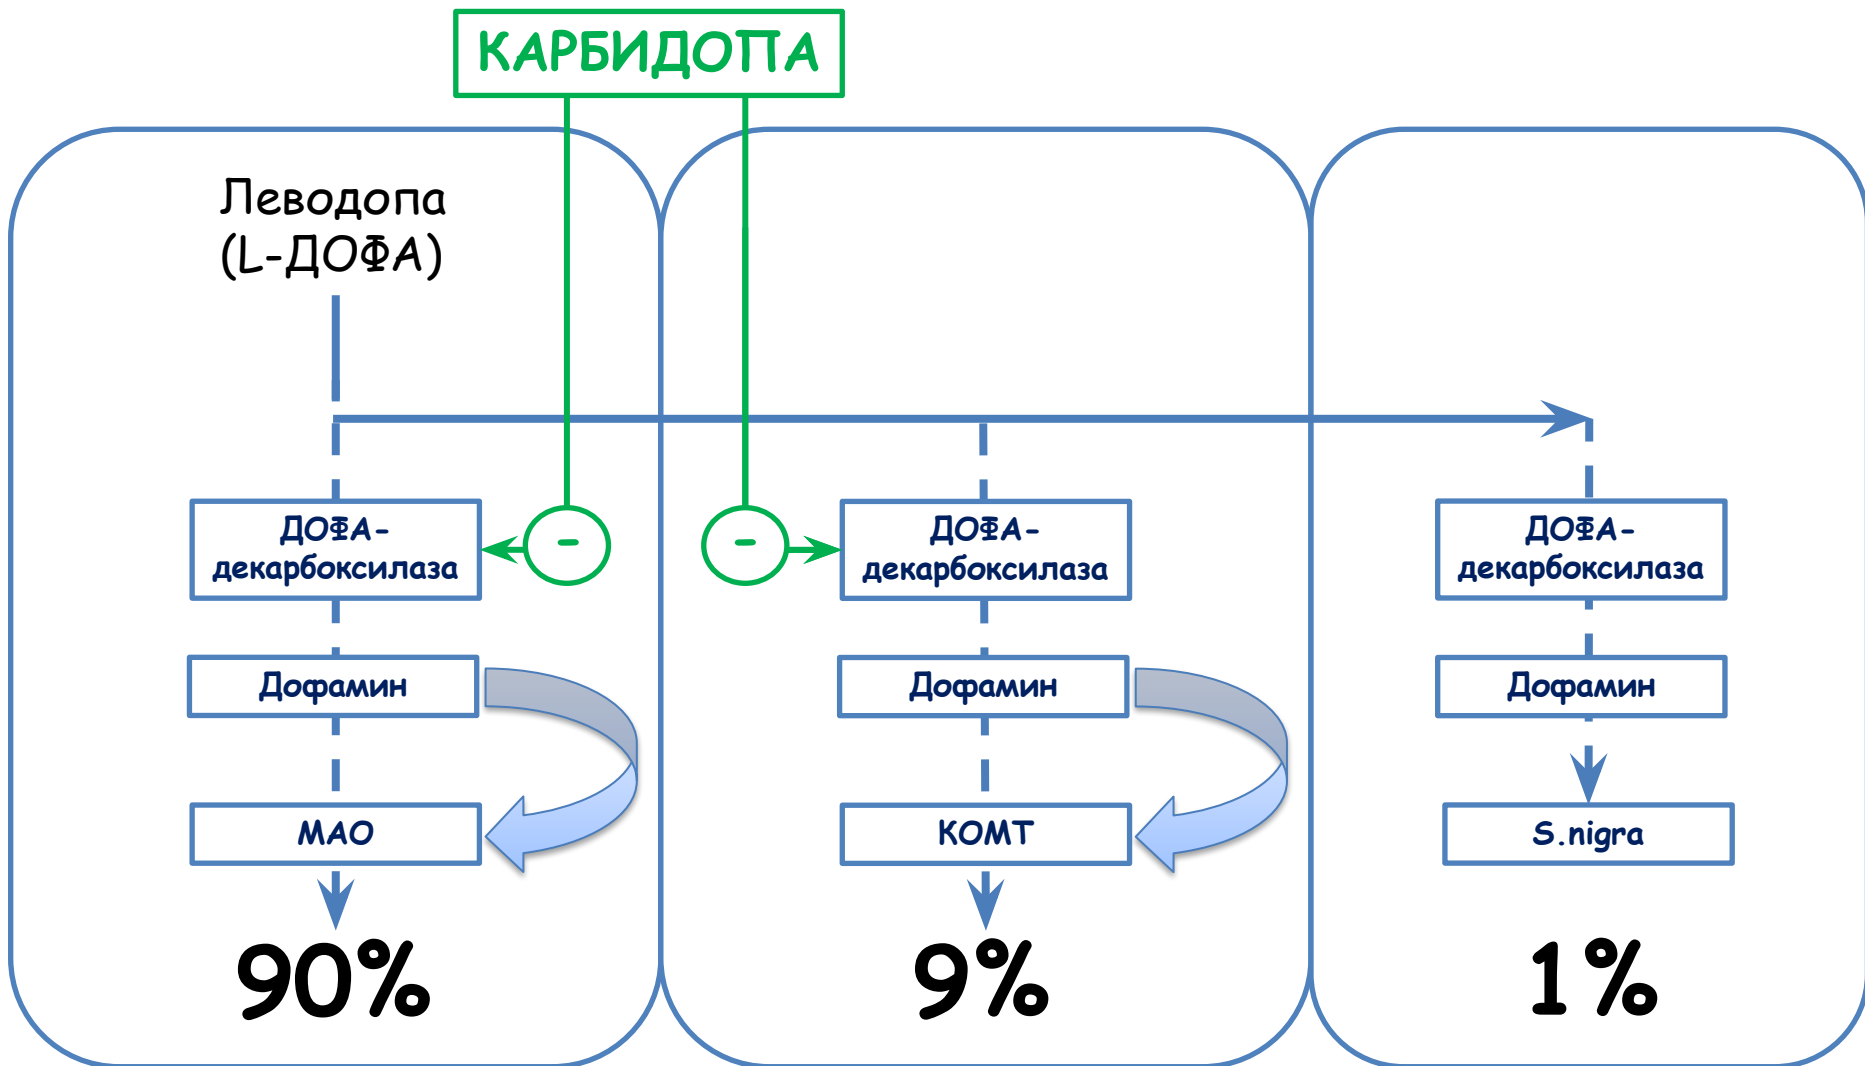 КАРБИДОПА
Леводопа
(L-ДОФА)
ДОФА-
декарбоксилаза
-
-
ДОФА-
декарбоксилаза
ДОФА-
декарбоксилаза
Дофамин
Дофамин
Дофамин
МАО
КОМТ
S.nigra
90%
9%
1%